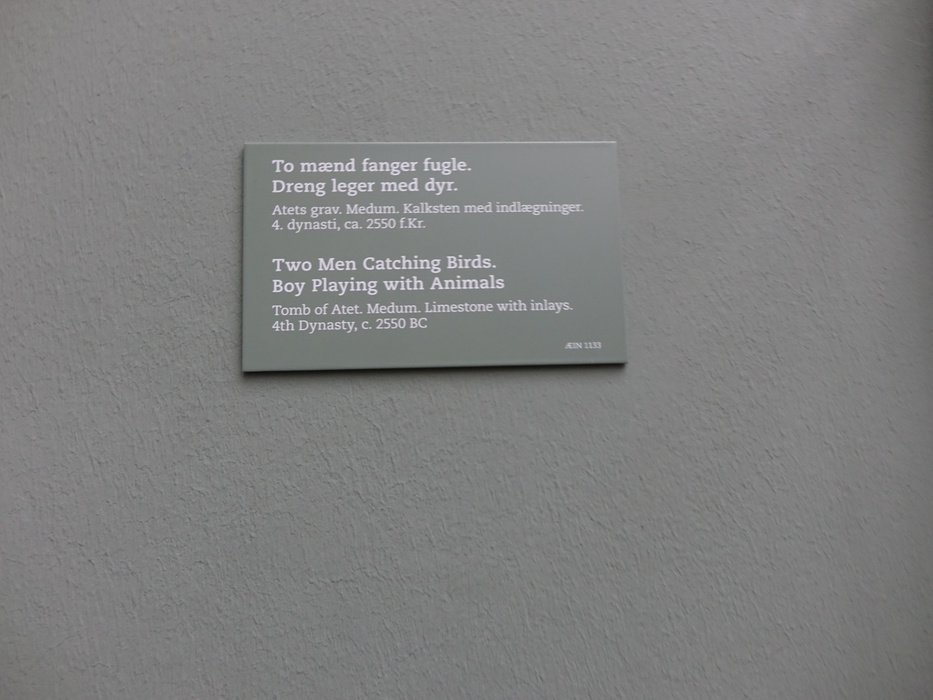 To mænd fanger fugle.
Dreng leger med dyr.
Atets grav. Medum. Kalksten med indlægninger.
4. dynasti, ca. 2550 f.Kr.
Two Men Catching Birds.
Boy Playing with Animals
Tomb of Atet. Medum. Limestone with inlays.
4th Dynasty, c. 2550 BC
ÆIN 1133